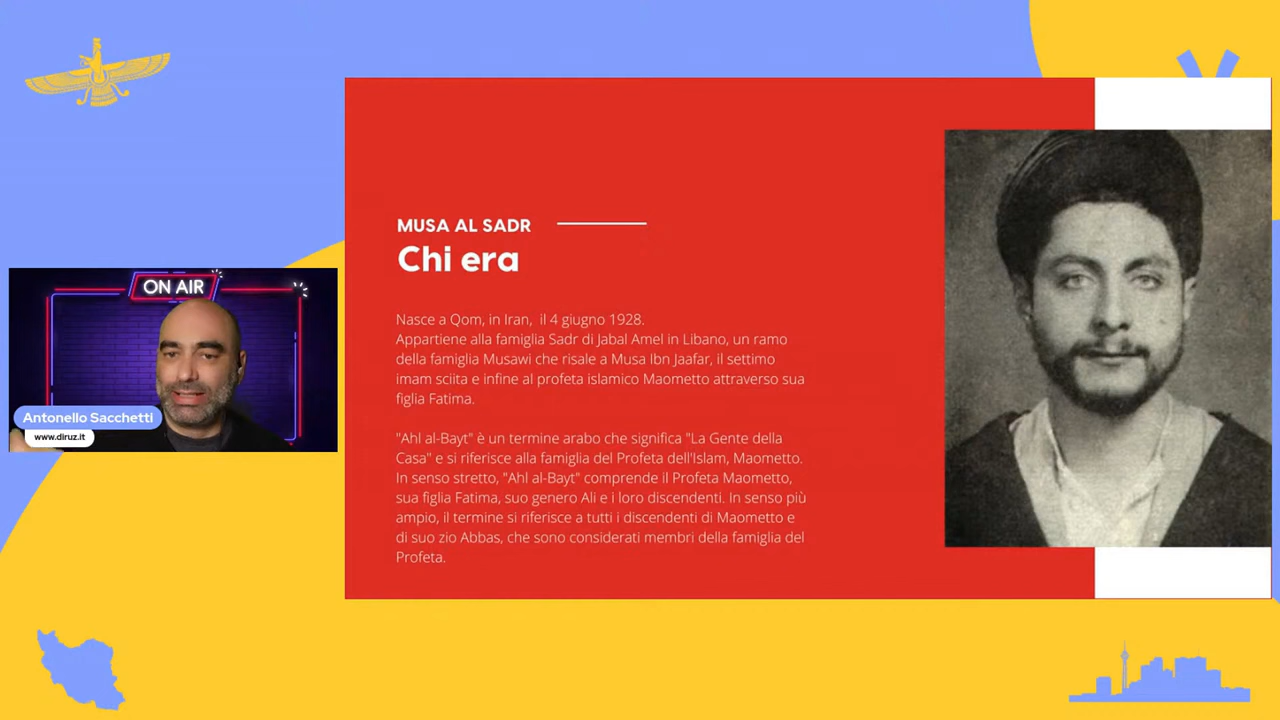 ON AIR
Antonello Sacchetti
www.diruz.it
MUSA AL SADR
Chi era
Nasce a Qom, in Iran, il 4 giugno 1928.
Appartiene alla famiglia Sadr di Jabal Amel in Libano, un ramo
della famiglia Musawi che risale a Musa Ibn Jaafar, il settimo
imam sciita e infine al profeta islamico Maometto attraverso sua
figlia Fatima.
"Ahl al-Bayt" è un termine arabo che significa "La Gente della
Casa" e si riferisce alla famiglia del Profeta dell'Islam, Maometto.
In senso stretto, "Ahl al-Bayt" comprende il Profeta Maometto,
sua figlia Fatima, suo genero Ali e i loro discendenti. In senso più
ampio, il termine si riferisce a tutti i discendenti di Maometto e
di suo zio Abbas, che sono considerati membri della famiglia del
Profeta.